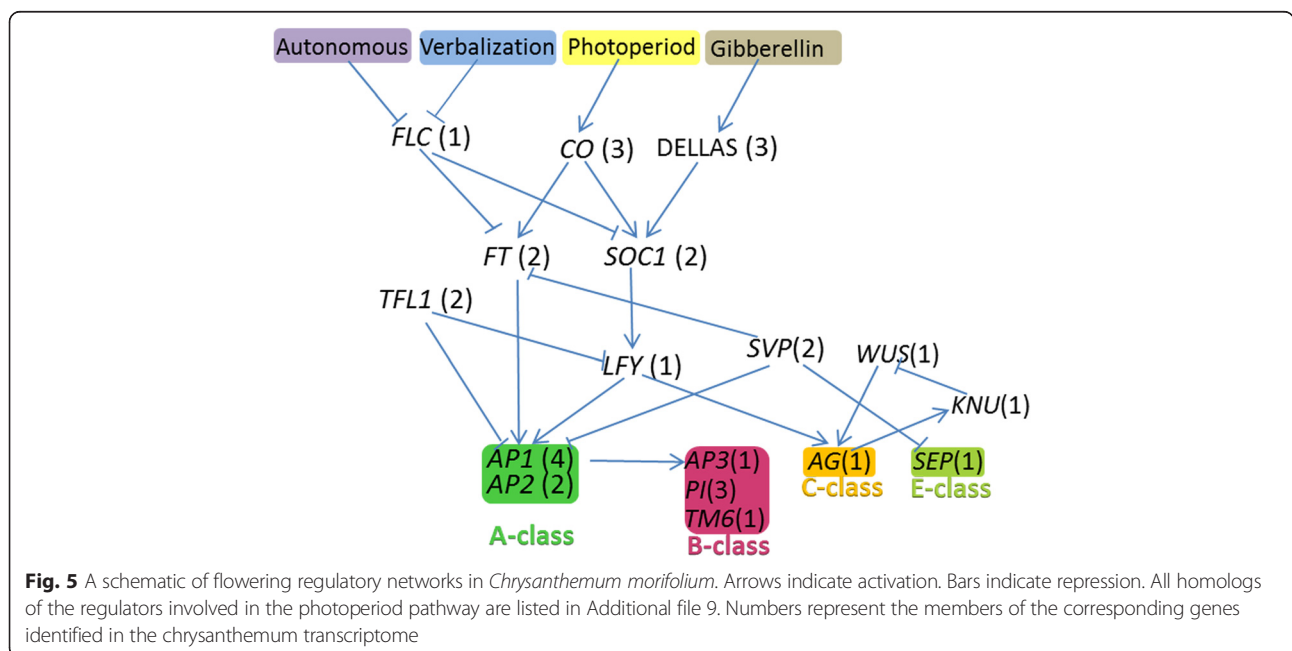 Autonomous Verbalization Photoperiod Gibberellin
FLC (1) CO (3) DELLAS (3)
FT (2) SOC1 (2)
TFL1 (2)
LFY (1) SVP(2) WUS(1)
KNU(1)
AP1 (4) AP3(1) AG(1) SEP(1)
AP2 (2) PI(3) C-class E-class
TM6(1)
A-class B-class
Fig. 5 A schematic of flowering regulatory networks in Chrysanthemum morifolium. Arrows indicate activation. Bars indicate repression. All homologs
of the regulators involved in the photoperiod pathway are listed in Additional file 9. Numbers represent the members of the corresponding genes
identified in the chrysanthemum transcriptome